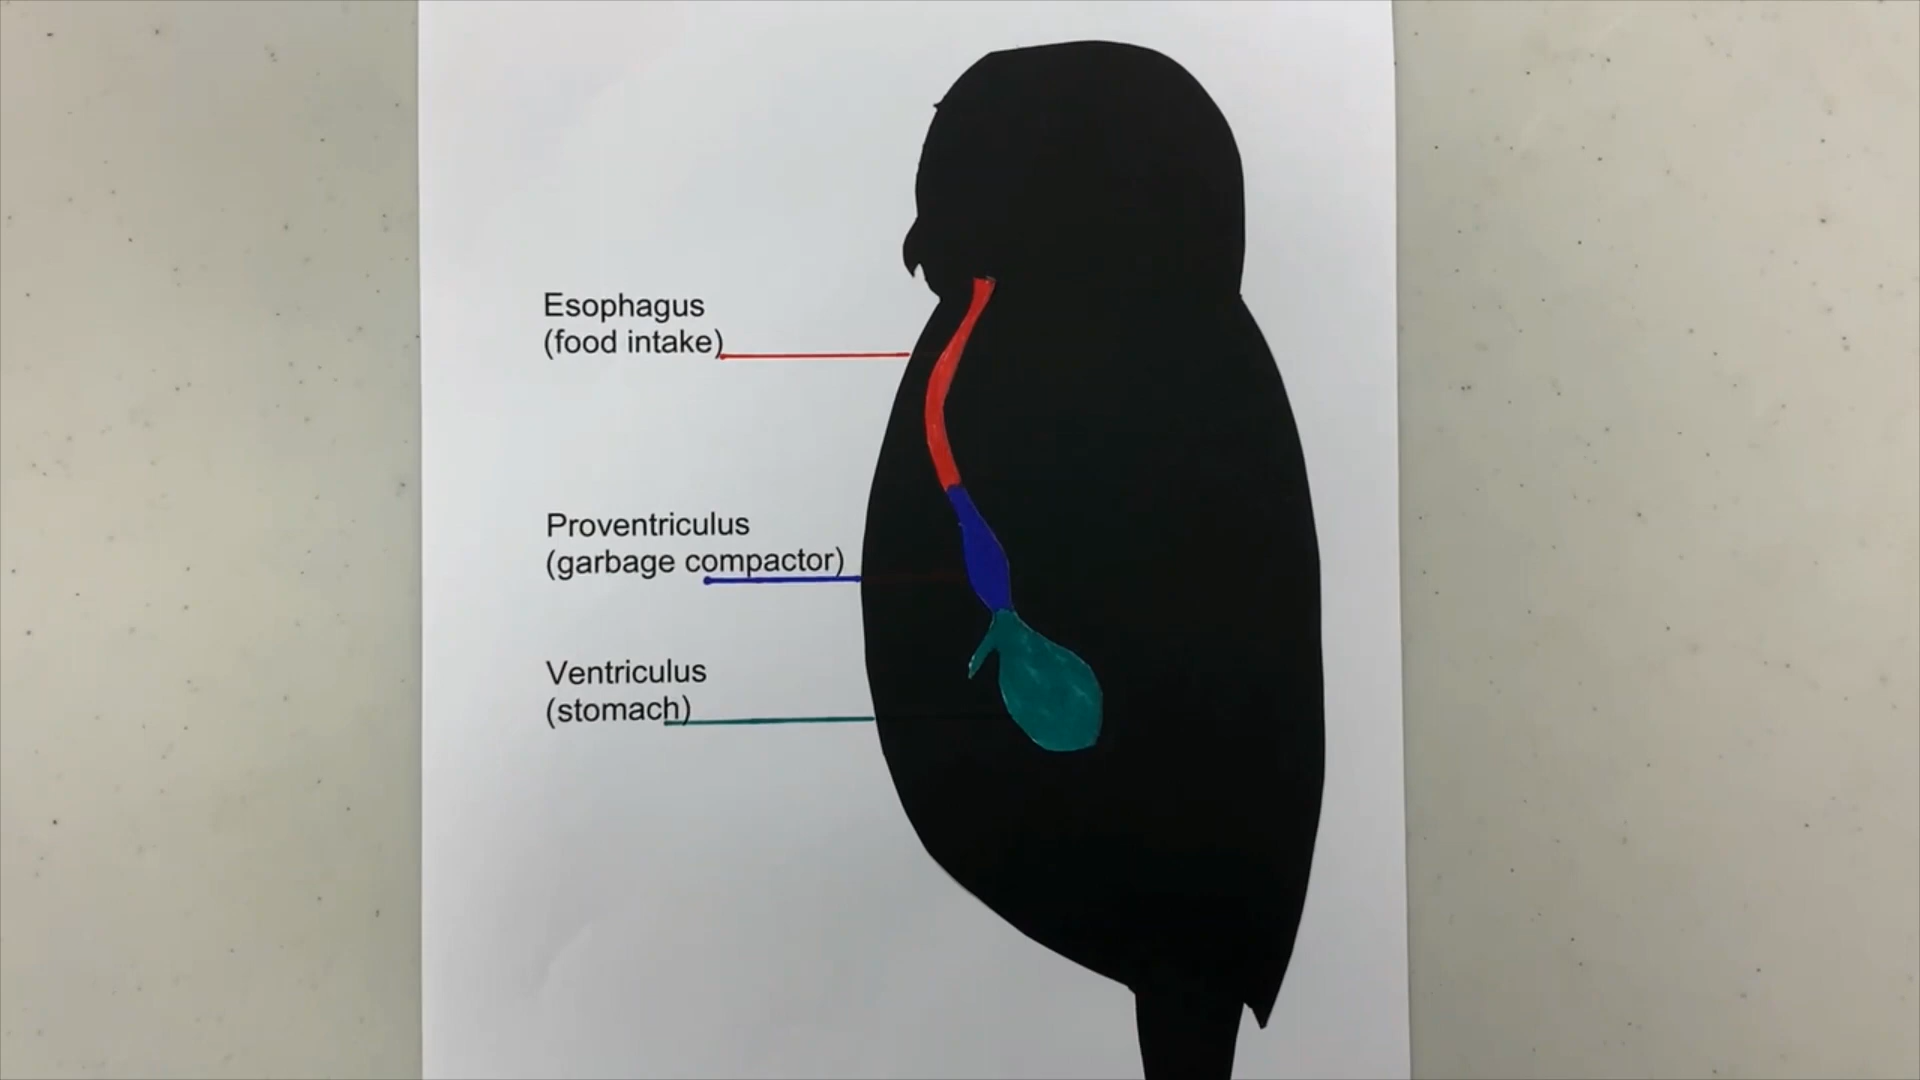 Esophagus
(food intake)
Proventriculus
(garbage compactor)
Ventriculus
(stomach)